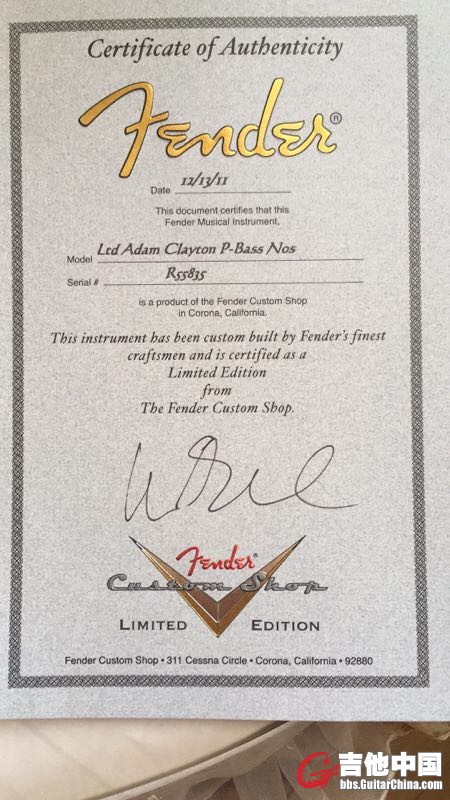 Certificate of Authenticity
Fender®
Date 12/13/11
This document certifies that this
Fender Musical Instrument,
Model Ltd Adam Clayton P-Bass Nos
Serial # R55835
is a product of the Fender Custom Shop
in Corona, California.
This instrument has been custom built by Fender's finest
craftsmen and is certified as a
Limited Edition
from
The Fender Custom Shop.
Fender®
Custom Shop
LIMITED EDITION
Fender Custom Shop • 311 Cessna Circle • Corona, California • 92880
吉他中国
bbs.GuitarChina.com